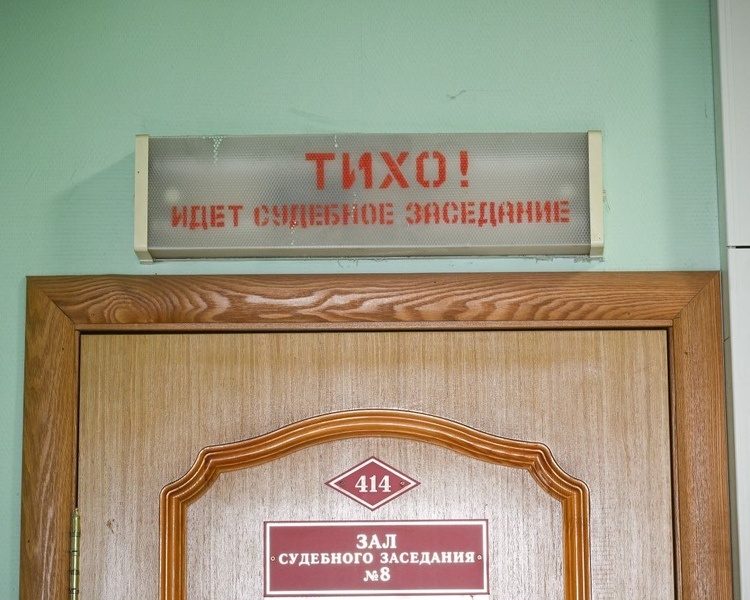 ТИХО!
ИДЕТ СУДЕБНОЕ ЗАСЕДАНИЕ
414
ЗАЛ
СУДЕБНОГО ЗАСЕДАНИЯ
№8